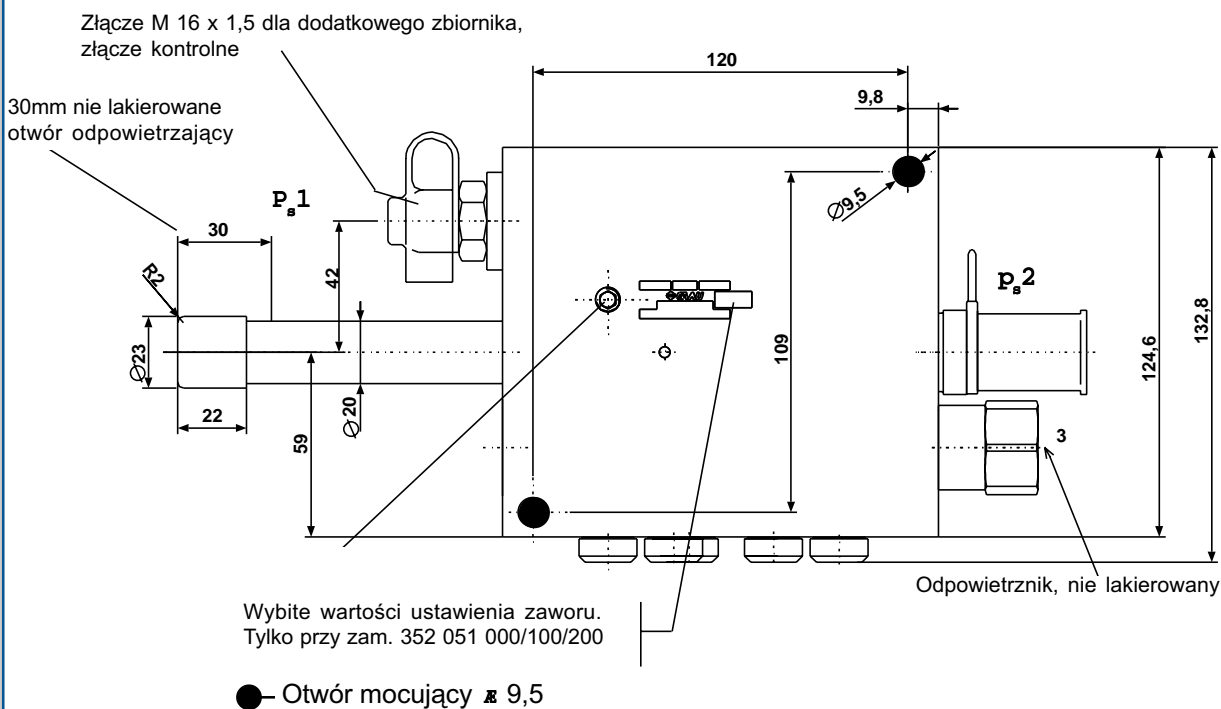 Złącze M 16 x 1,5 dla dodatkowego zbiornika,
złącze kontrolne
120
9,8
30mm nie lakierowane
otwór odpowietrzający
Ps1
30
R2
42
Ø9,5
ps2
GRAU
Ø23
22
Ø20
59
109
124,6
132,8
3
Odpowietrznik, nie lakierowany
Wybite wartości ustawienia zaworu.
Tylko przy zam. 352 051 000/100/200
Otwór mocujący Æ 9,5